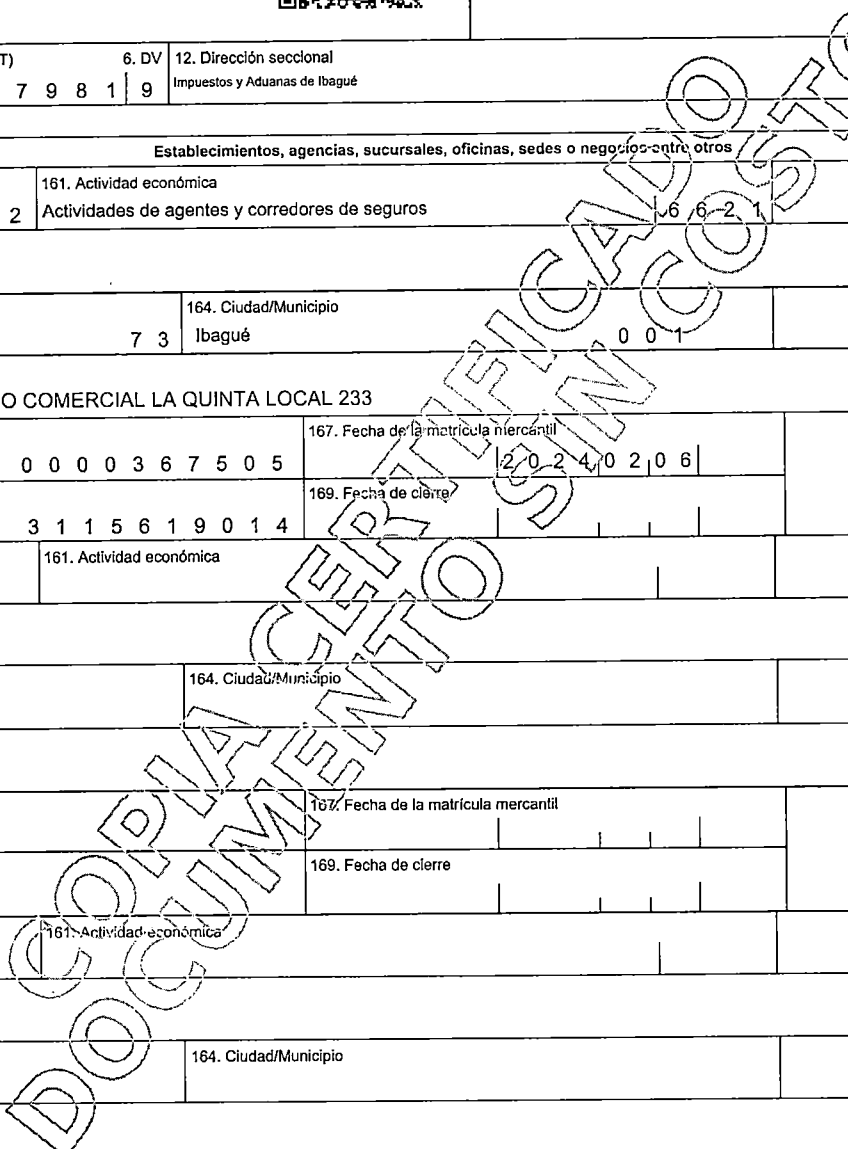 T) 6. DV 12. Dirección seccional
7 9 8 1 9 Impuestos y Aduanas de Ibagué
Establecimientos, agencias, sucursales, oficinas, sedes o negocios entre otros
161. Actividad económica
2 Actividades de agentes y corredores de seguros 6 6 2 1
164. Ciudad/Municipio
7 3 Ibagué 0 0 1
O COMERCIAL LA QUINTA LOCAL 233
167. Fecha de la matrícula mercantil
0 0 0 0 3 6 7 5 0 5 2 0 2 4 0 2 0 6
169. Fecha de cierre
3 1 1 5 6 1 9 0 1 4
161. Actividad económica
164. Ciudad/Municipio
167. Fecha de la matrícula mercantil
169. Fecha de cierre
161. Actividad económica
164. Ciudad/Municipio
COPIA CERTIFICADO
DOCUMENTO SIN COSTO